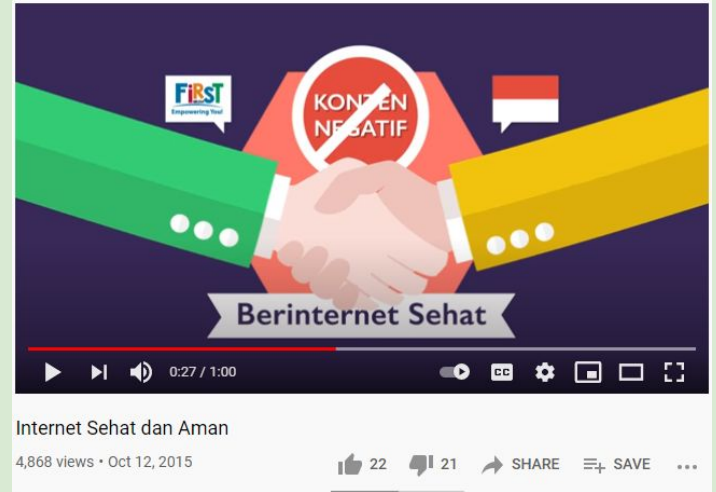 FiRST
Empowering You!
KONTEN
NEGATIF
Berinternet Sehat
0:27 / 1:00
CC
Internet Sehat dan Aman
4,868 views • Oct 12, 2015
22 21 SHARE SAVE